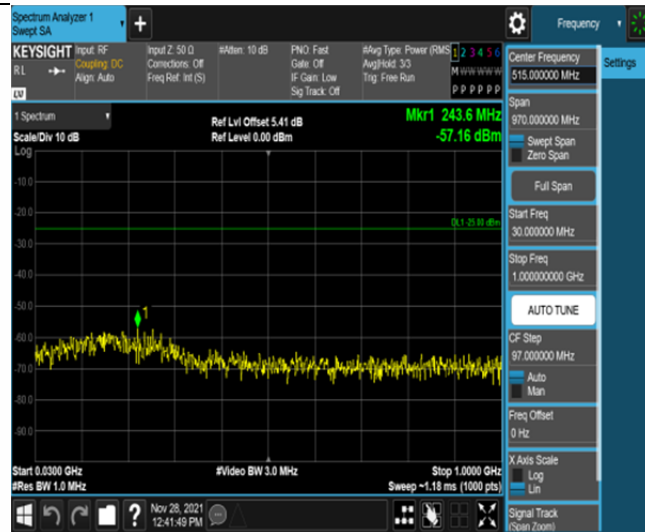 Spectrum Analyzer 1
Swept SA
+
Frequency
KEYSIGHT
RL
LXI
Input: RF
Coupling: DC
Align: Auto
Input Z: 50 Ω
Corrections: Off
Freq Ref: Int (S)
#Atten: 10 dB
PNO: Fast
Gate: Off
IF Gain: Low
Sig Track: Off
#Avg Type: Power (RMS
Avg|Hold: 3/3
Trig: Free Run
1 2 3 4 5 6
M W W W W W
P P P P P P
1 Spectrum
Scale/Div 10 dB
Ref Lvl Offset 5.41 dB
Ref Level 0.00 dBm
Mkr1 243.6 MHz
-57.16 dBm
Log
-10.0
-20.0
DL1 -25.00 dBm
-30.0
-40.0
-50.0
1
-60.0
-70.0
-80.0
-90.0
Start 0.0300 GHz
#Res BW 1.0 MHz
#Video BW 3.0 MHz
Stop 1.0000 GHz
Sweep ~1.18 ms (1000 pts)
?
Nov 28, 2021
12:41:49 PM
Center Frequency
515.000000 MHz
Settings
Span
970.000000 MHz
Swept Span
Zero Span
Full Span
Start Freq
30.000000 MHz
Stop Freq
1.000000000 GHz
AUTO TUNE
CF Step
97.000000 MHz
Auto
Man
Freq Offset
0 Hz
X Axis Scale
Log
Lin
Signal Track
(Span Zoom)